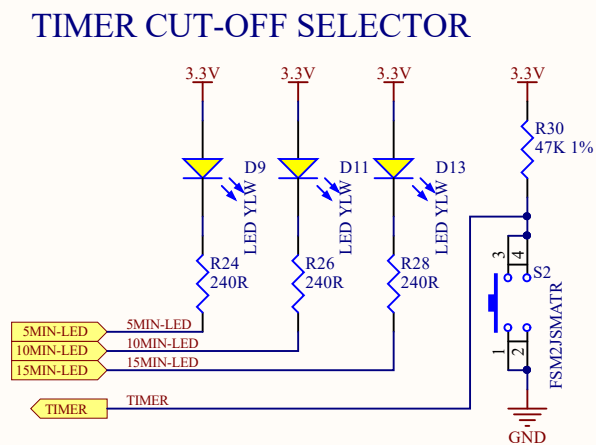 TIMER CUT-OFF SELECTOR
3.3V
3.3V
3.3V
3.3V
D9
LED YLW
D11
LED YLW
D13
LED YLW
R30
47K 1%
R24
240R
R26
240R
R28
240R
3
4
S2
FSM2JSMATR
1
2
5MIN-LED
5MIN-LED
10MIN-LED
10MIN-LED
15MIN-LED
15MIN-LED
TIMER
TIMER
GND